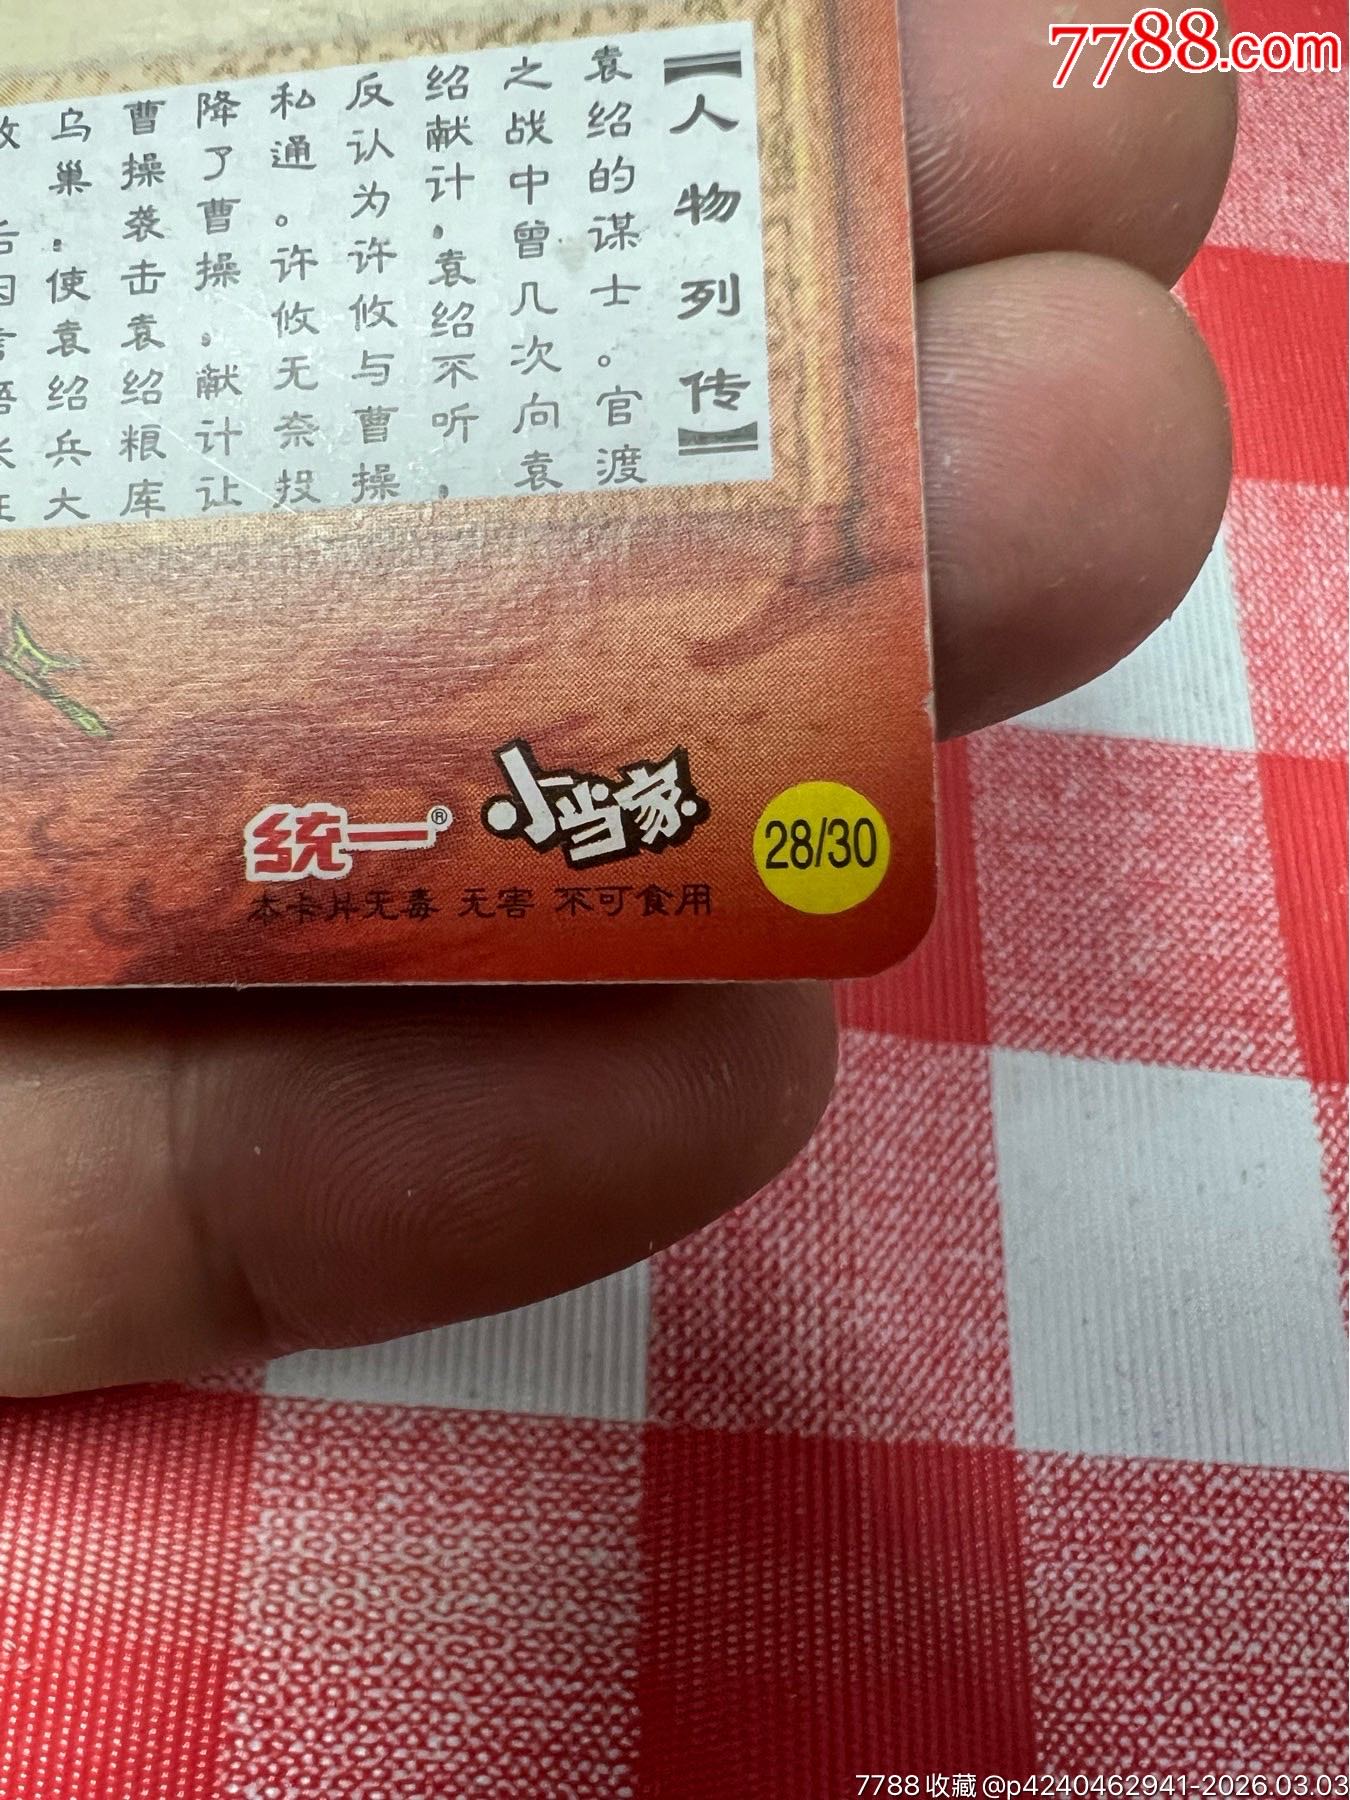 7788.com
【人物列传】
袁绍的谋士。官渡
之战中曾几次向袁
绍献计，袁绍不听，
反认为许攸与曹操
私通。许攸无奈投
降了曹操，献计让
曹操袭击袁绍粮库
乌巢，使袁绍兵大
统一®
小当家
28/30
本卡片无毒 无害 不可食用
7788收藏@p4240462941-2026.03.03